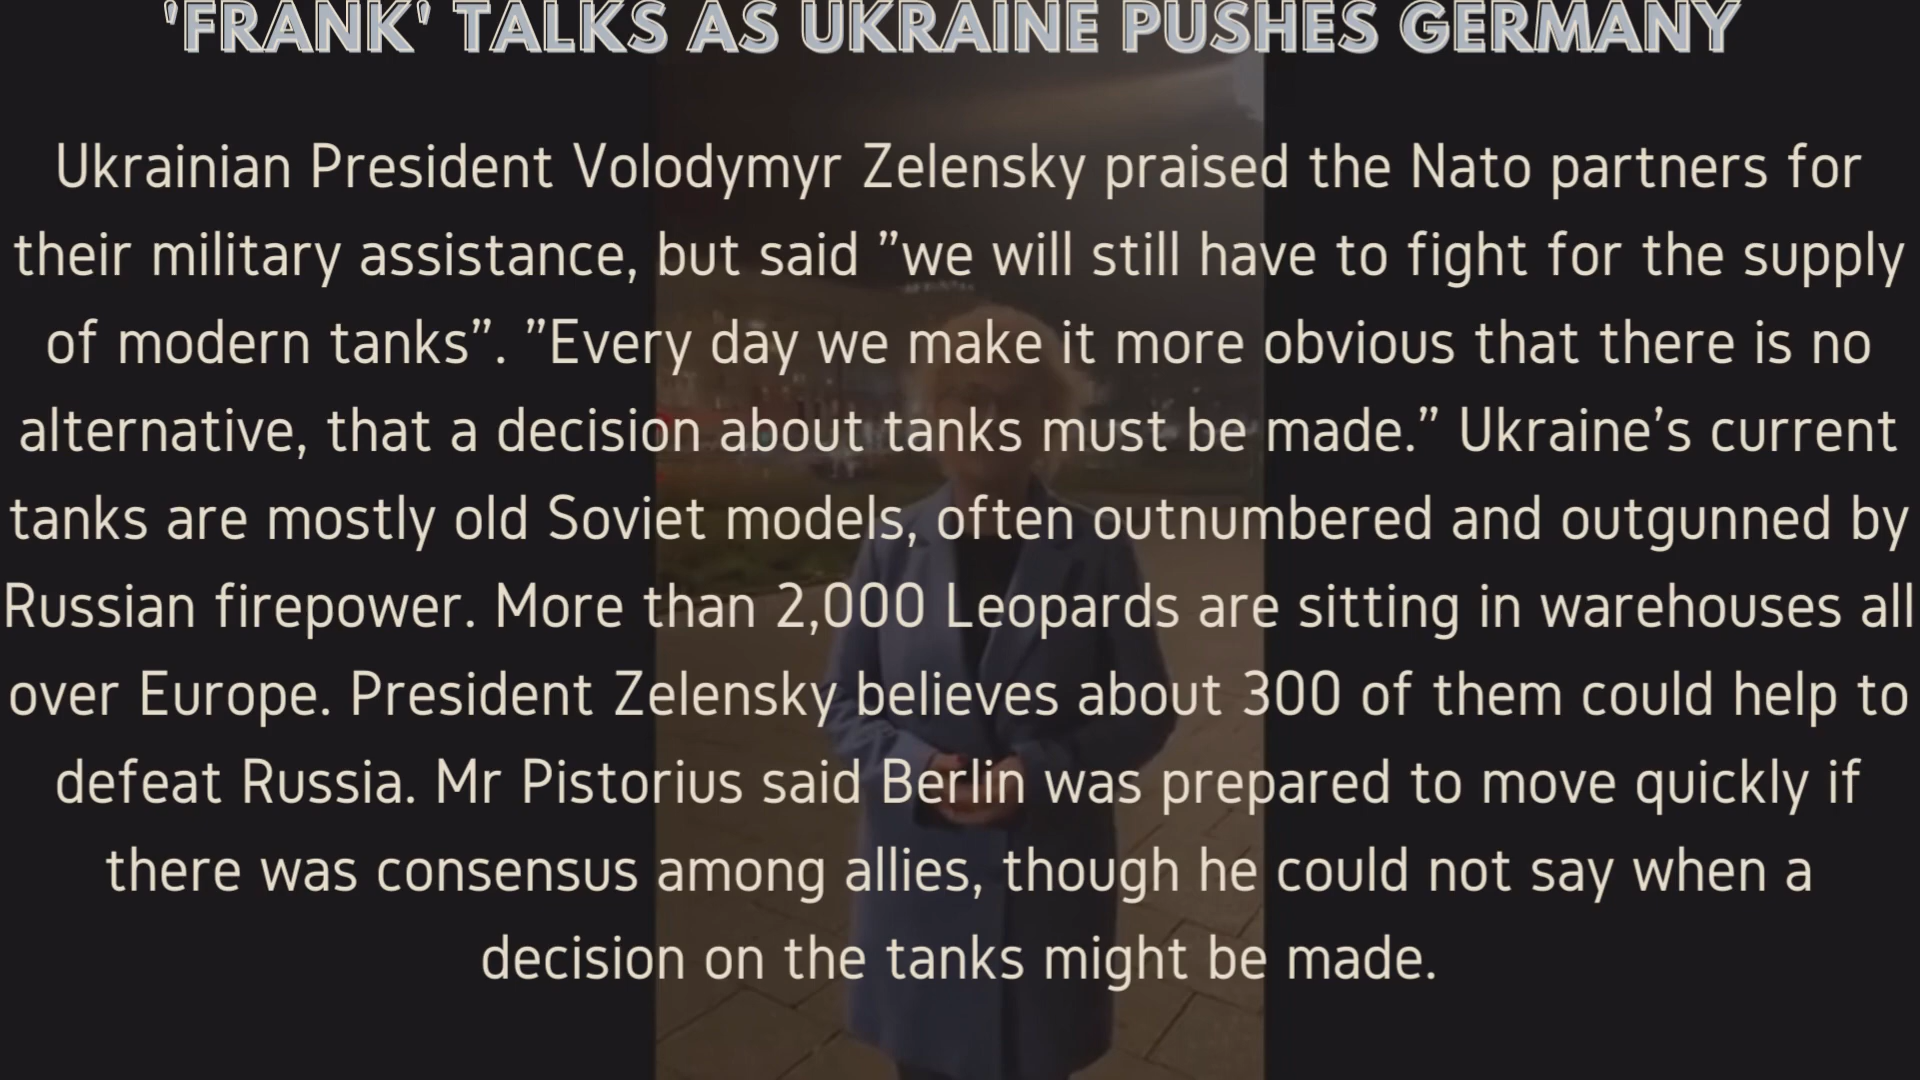 'FRANK' TALKS AS UKRAINE PUSHES GERMANY
Ukrainian President Volodymyr Zelensky praised the Nato partners for
their military assistance, but said ”we will still have to fight for the supply
of modern tanks”. ”Every day we make it more obvious that there is no
alternative, that a decision about tanks must be made.” Ukraine’s current
tanks are mostly old Soviet models, often outnumbered and outgunned by
Russian firepower. More than 2,000 Leopards are sitting in warehouses all
over Europe. President Zelensky believes about 300 of them could help to
defeat Russia. Mr Pistorius said Berlin was prepared to move quickly if
there was consensus among allies, though he could not say when a
decision on the tanks might be made.